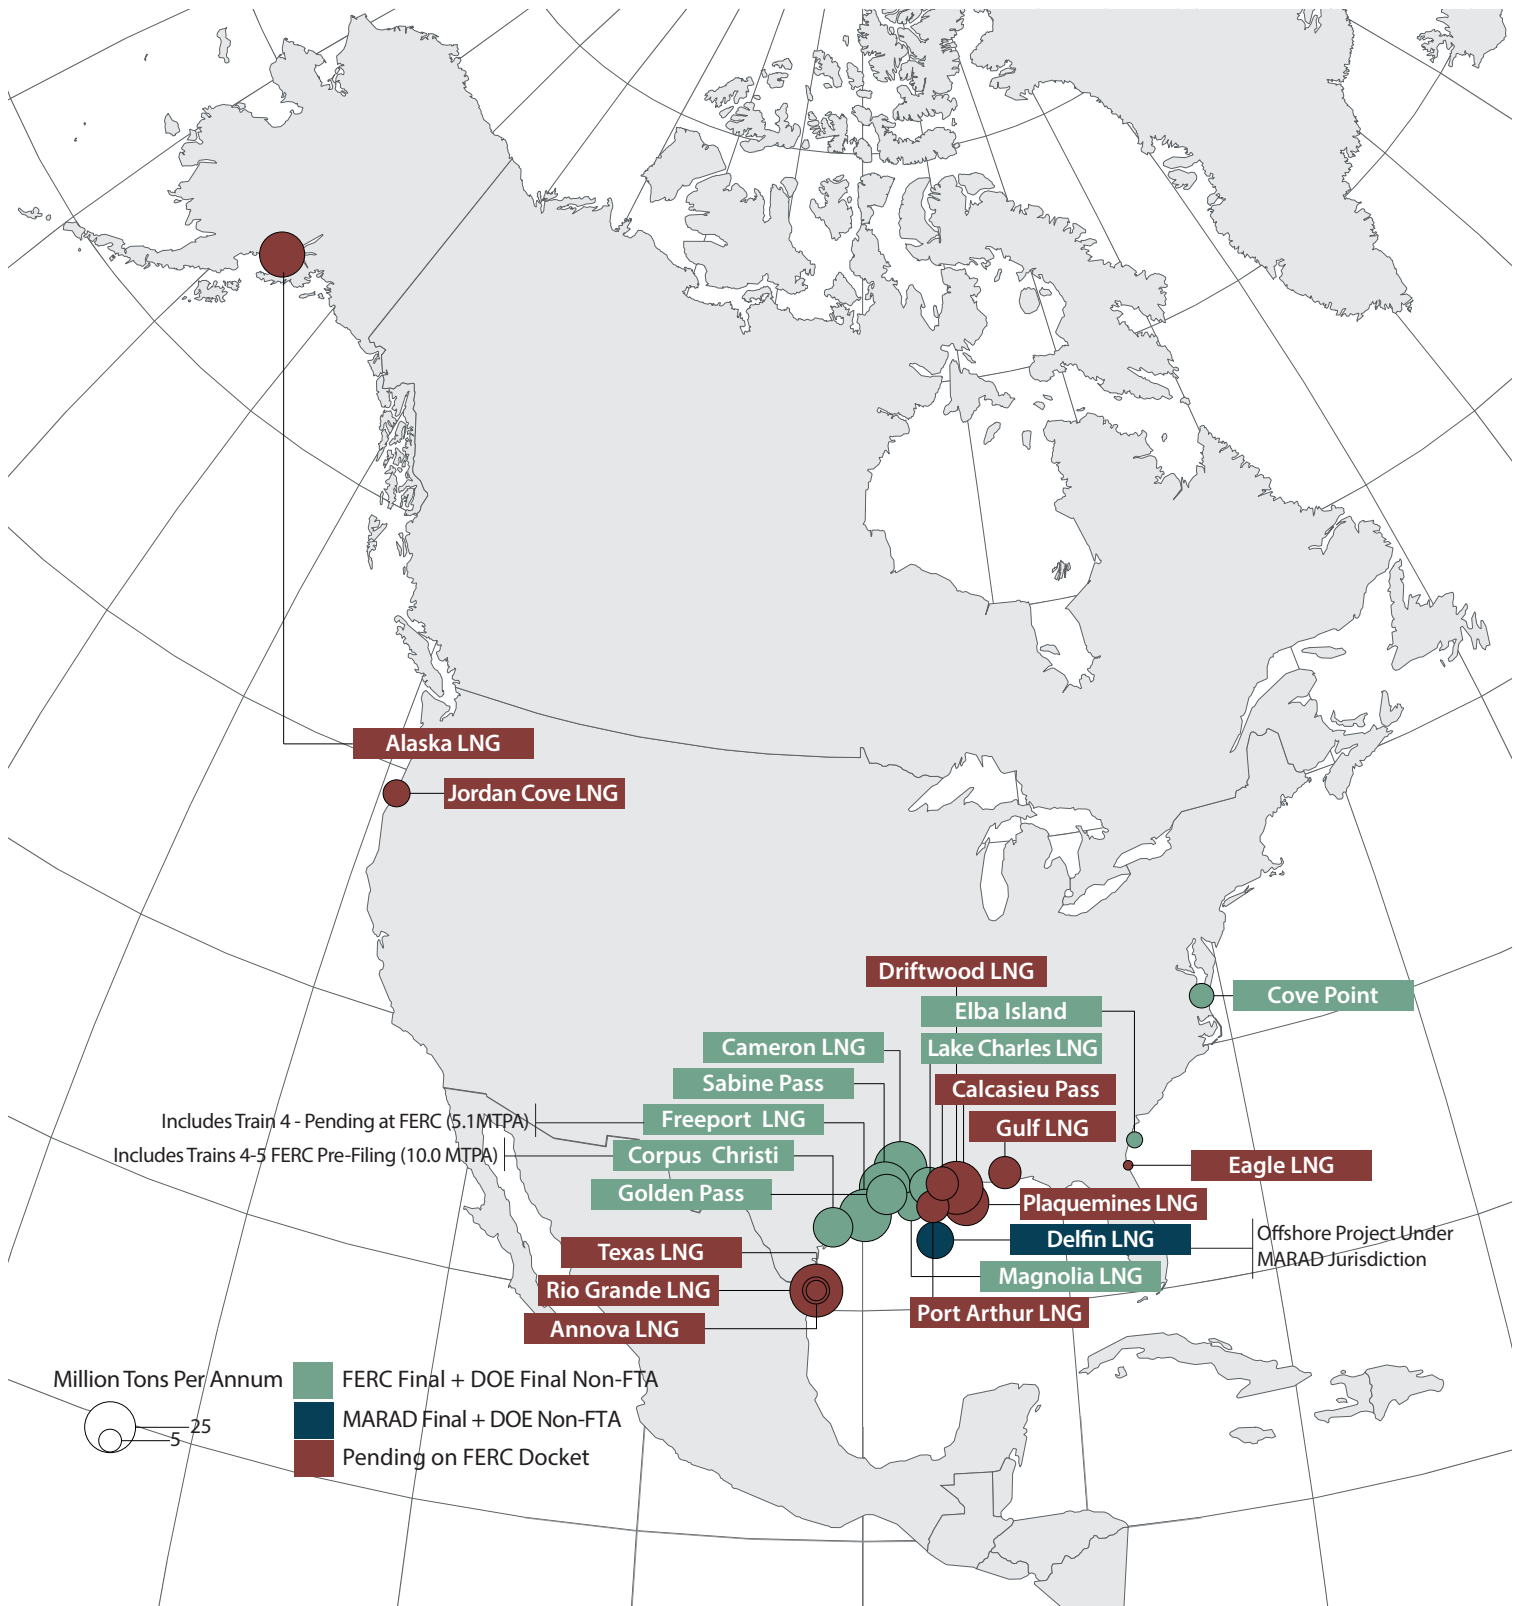 Alaska LNG
Jordan Cove LNG
Driftwood LNG
Cove Point
Elba Island
Cameron LNG
Lake Charles LNG
Sabine Pass
Calcasieu Pass
Includes Train 4 - Pending at FERC (5.1MTPA)
Freeport LNG
Gulf LNG
Includes Trains 4-5 FERC Pre-Filing (10.0 MTPA)
Corpus Christi
Eagle LNG
Golden Pass
Plaquemines LNG
Texas LNG
Delfin LNG
Offshore Project Under
MARAD Jurisdiction
Magnolia LNG
Rio Grande LNG
Port Arthur LNG
Annova LNG
Million Tons Per Annum
25
5
FERC Final + DOE Final Non-FTA
MARAD Final + DOE Non-FTA
Pending on FERC Docket